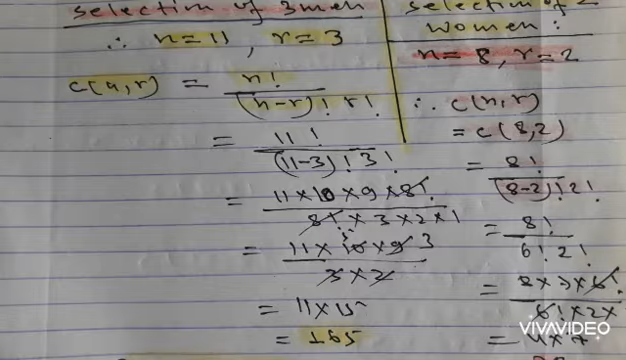 selection of 3 men
∴ n=11, r=3
c(n,r) = n! / (n-r)! r!
= 11! / (11-3)! 3!
= 11×10×9×8! / 8!×3×2×1
= 11×10×9 3 / 3×2
= 11×15
= 165
selection of 2
women:
n=8, r=2
∴ c(n,r)
= c(8,2)
= 8! / (8-2)! 2!
= 8! / 6! 2!
= 8×7×6! / 6!×2×
= 4×7
VIVAVIDEO